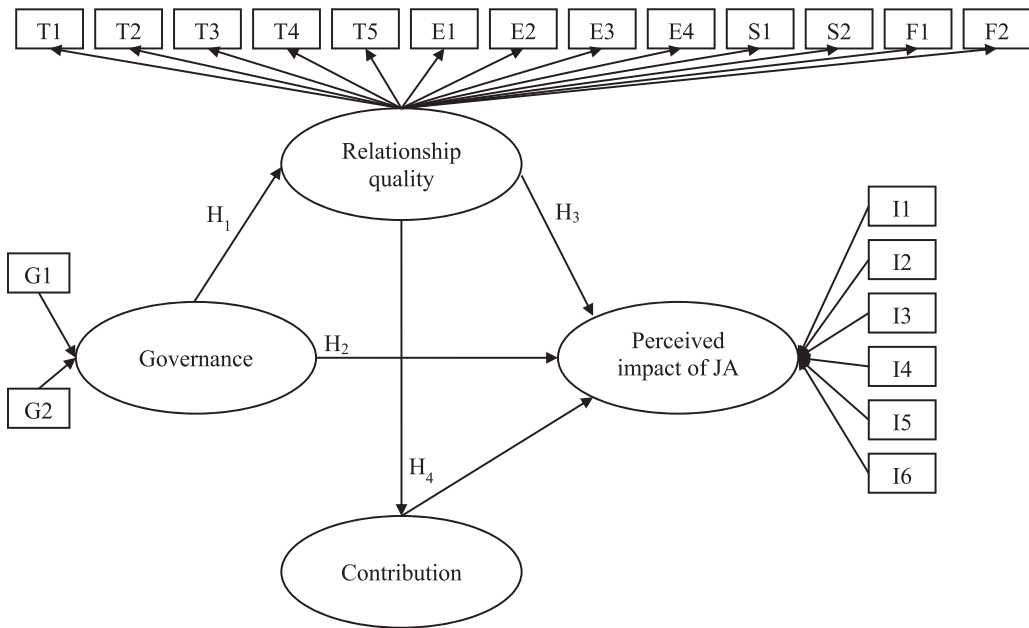 T1 T2 T3 T4 T5 E1 E2 E3 E4 S1 S2 F1 F2
Relationship
quality
H1
H3
I1
I2
I3
I4
I5
I6
G1
G2
Governance
H2
Perceived
impact of JA
H4
Contribution